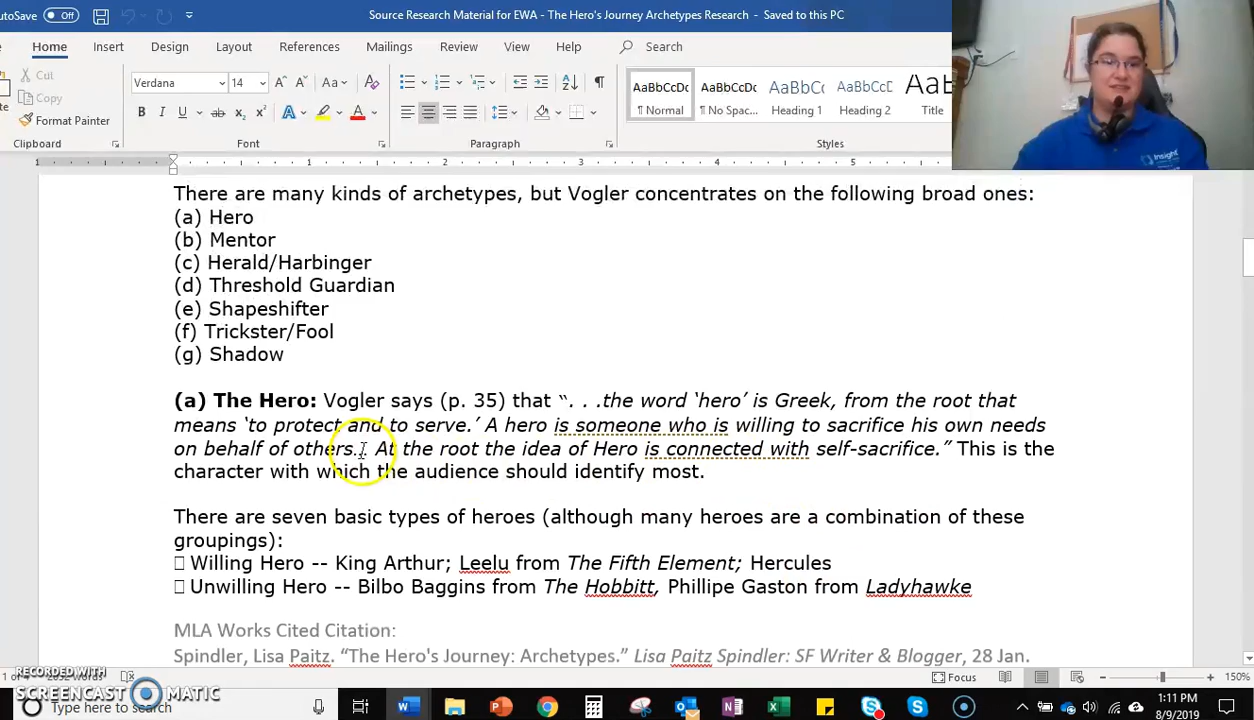 AutoSave Off
Source Research Material for EWA - The Hero's Journey Archetypes Research - Saved to this PC
Home Insert Design Layout References Mailings Review View Help Search
Cut
Copy
Format Painter
Verdana 14
AaBbCcDc AaBbCcDc AaBbCc AaBbCcD AaB
¶ Normal ¶ No Spac... Heading 1 Heading 2 Title
Font Paragraph Styles
Insight
1 1 2 3 4 5
There are many kinds of archetypes, but Vogler concentrates on the following broad ones:
(a) Hero
(b) Mentor
(c) Herald/Harbinger
(d) Threshold Guardian
(e) Shapeshifter
(f) Trickster/Fool
(g) Shadow
(a) The Hero: Vogler says (p. 35) that “. . .the word ‘hero’ is Greek, from the root that
means ‘to protect and to serve.’ A hero is someone who is willing to sacrifice his own needs
on behalf of others... At the root the idea of Hero is connected with self-sacrifice.” This is the
character with which the audience should identify most.
There are seven basic types of heroes (although many heroes are a combination of these
groupings):
Willing Hero -- King Arthur; Leelu from The Fifth Element; Hercules
Unwilling Hero -- Bilbo Baggins from The Hobbitt, Phillipe Gaston from Ladyhawke
MLA Works Cited Citation:
Spindler, Lisa Paitz. “The Hero's Journey: Archetypes.” Lisa Paitz Spindler: SF Writer & Blogger, 28 Jan.
words Focus 150%
RECORDED WITH
SCREENCAST MATIC
Type here to search
1:11 PM
8/9/2019